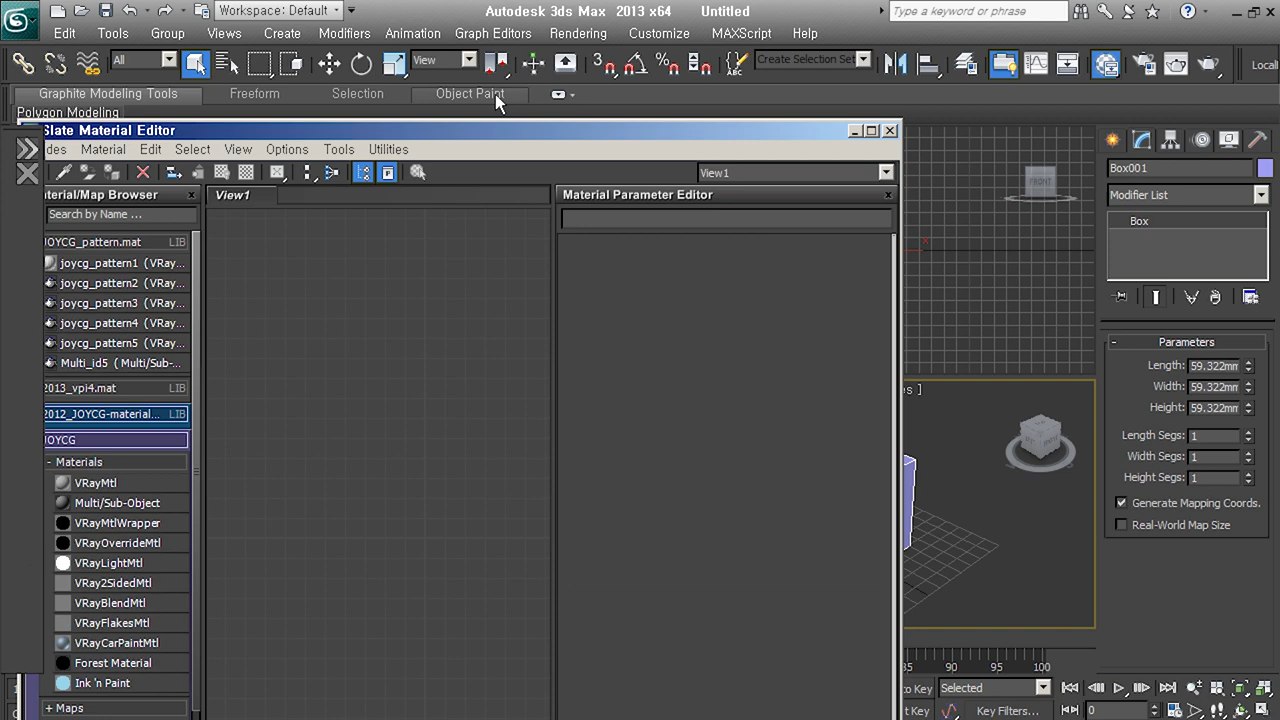 Workspace: Default
Autodesk 3ds Max  2013 x64    Untitled
Type a keyword or phrase
Edit
Tools
Group
Views
Create
Modifiers
Animation
Graph Editors
Rendering
Customize
MAXScript
Help
All
View
Create Selection Set
Locali
Graphite Modeling Tools
Freeform
Selection
Object Paint
Polygon Modeling
Slate Material Editor
des
Material
Edit
Select
View
Options
Tools
Utilities
View1
terial/Map Browser
Search by Name ...
JOYCG_pattern.mat LIB
joycg_pattern1 ( VRay...
joycg_pattern2 ( VRay...
joycg_pattern3 ( VRay...
joycg_pattern4 ( VRay...
joycg_pattern5 ( VRay...
Multi_id5 ( Multi/Sub-...
2013_vpi4.mat LIB
2012_JOYCG-material... LIB
JOYCG
- Materials
VRayMtl
Multi/Sub-Object
VRayMtlWrapper
VRayOverrideMtl
VRayLightMtl
VRay2SidedMtl
VRayBlendMtl
VRayFlakesMtl
VRayCarPaintMtl
Forest Material
Ink 'n Paint
+ Maps
View1
Material Parameter Editor
FRONT
x
es ]
Box001
Modifier List
Box
- Parameters
Length: 59.322mm
Width: 59.322mm
Height: 59.322mm
Length Segs: 1
Width Segs: 1
Height Segs: 1
Generate Mapping Coords.
Real-World Map Size
85 90 95 100
to Key
Selected
t Key
Key Filters...
0